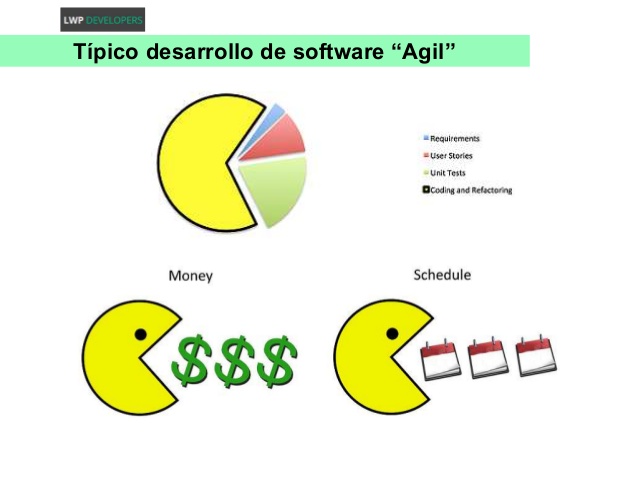 LWP DEVELOPERS
Típico desarrollo de software “Agil”
Requirements
User Stories
Unit Tests
Coding and Refactoring
Money
Schedule
$$$